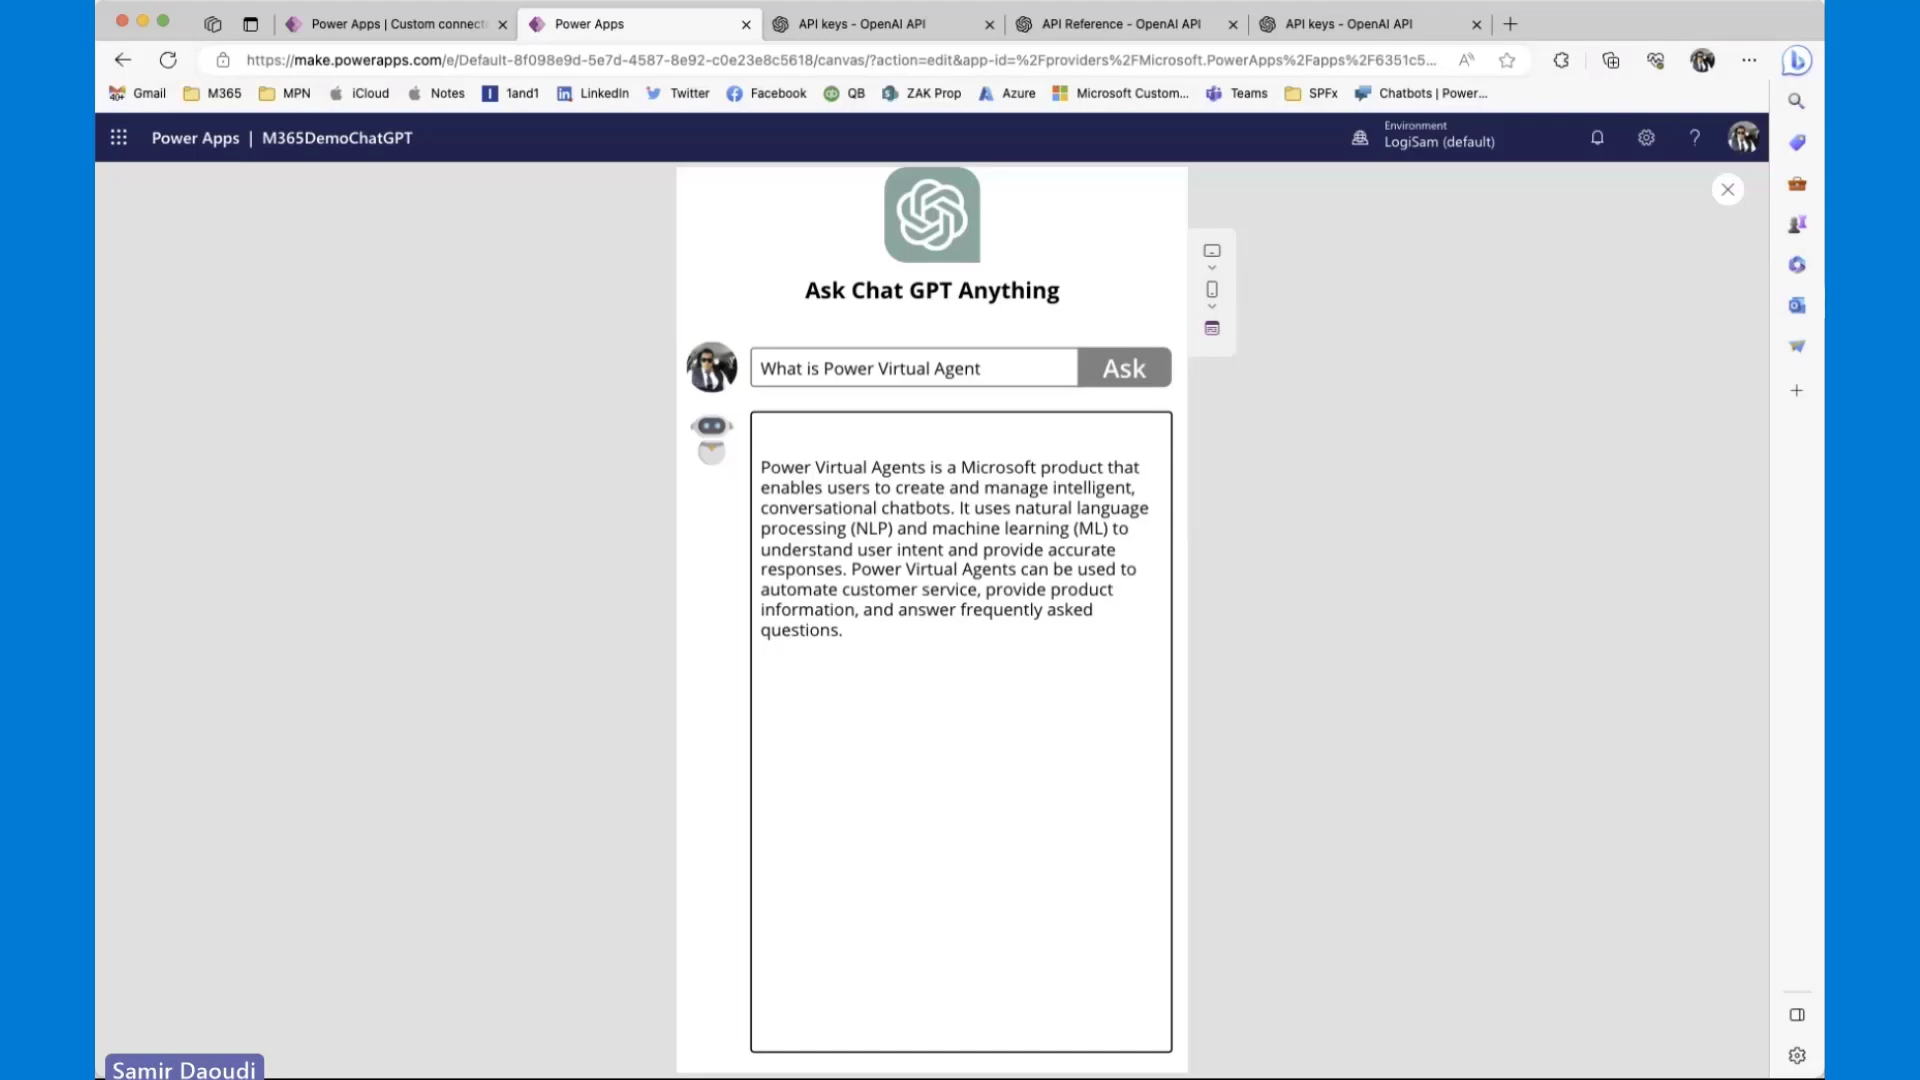 Power Apps | Custom connect
Power Apps
API keys - OpenAI API
API Reference - OpenAI API
API keys - OpenAI API
https://make.powerapps.com/e/Default-8f098e9d-5e7d-4587-8e92-c0e23e8c5618/canvas/?action=edit&app-id=%2Fproviders%2FMicrosoft.PowerApps%2Fapps%2F6351c5...
Gmail
M365
MPN
iCloud
Notes
1and1
LinkedIn
Twitter
Facebook
QB
ZAK Prop
Azure
Microsoft Custom...
Teams
SPFx
Chatbots | Power...
Power Apps | M365DemoChatGPT
Environment
LogiSam (default)
Ask Chat GPT Anything
What is Power Virtual Agent
Ask
Power Virtual Agents is a Microsoft product that
enables users to create and manage intelligent,
conversational chatbots. It uses natural language
processing (NLP) and machine learning (ML) to
understand user intent and provide accurate
responses. Power Virtual Agents can be used to
automate customer service, provide product
information, and answer frequently asked
questions.
Samir Daoudi